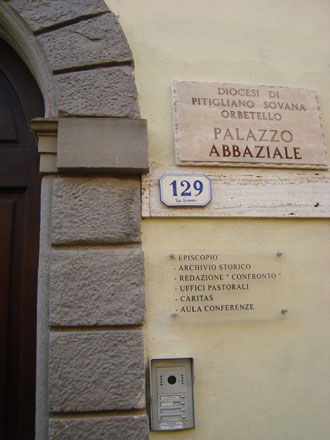 DIOCESI DI
PITIGLIANO SOVANA
ORBETELLO
PALAZZO
ABBAZIALE
129
EPISCOPIO
- ARCHIVIO STORICO
- REDAZIONE " CONFRONTO "
- UFFICI PASTORALI
- CARITAS
- AULA CONFERENZE